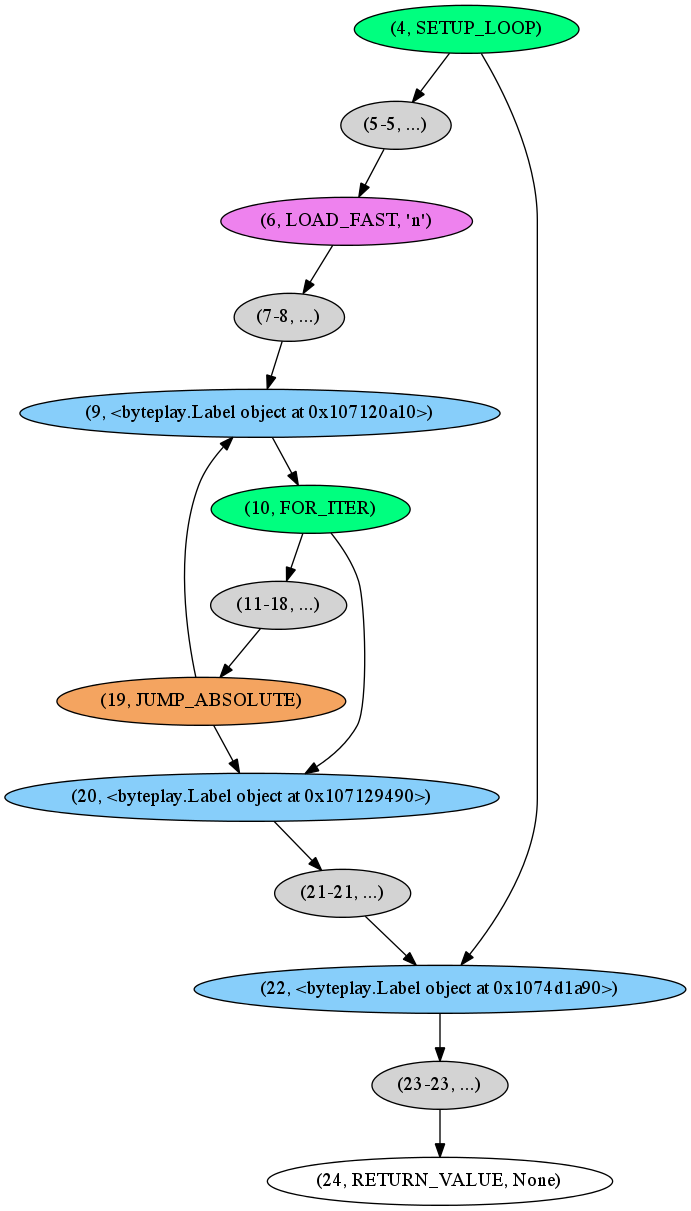 (4, SETUP_LOOP)
(5-5, ...)
(6, LOAD_FAST, 'n')
(7-8, ...)
(9, <byteplay.Label object at 0x107120a10>)
(10, FOR_ITER)
(11-18, ...)
(19, JUMP_ABSOLUTE)
(20, <byteplay.Label object at 0x107129490>)
(21-21, ...)
(22, <byteplay.Label object at 0x1074d1a90>)
(23-23, ...)
(24, RETURN_VALUE, None)